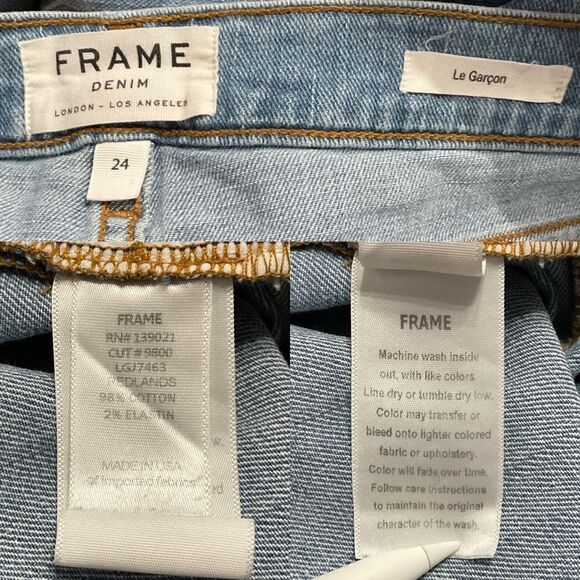 FRAME
DENIM
LONDON - LOS ANGELES
Le Garçon
24
FRAME
RN# 139021
CUT # 9800
LGJ7463
REDLANDS
98% COTTON
2% ELASTIN
w.
MADE IN USA
of imported fabrics
ed
FRAME
Machine wash inside
out, with like colors.
Line dry or tumble dry low.
Color may transfer or
bleed onto lighter colored
fabric or upholstery.
Color will fade over time.
Follow care instructions
to maintain the original
character of the wash.